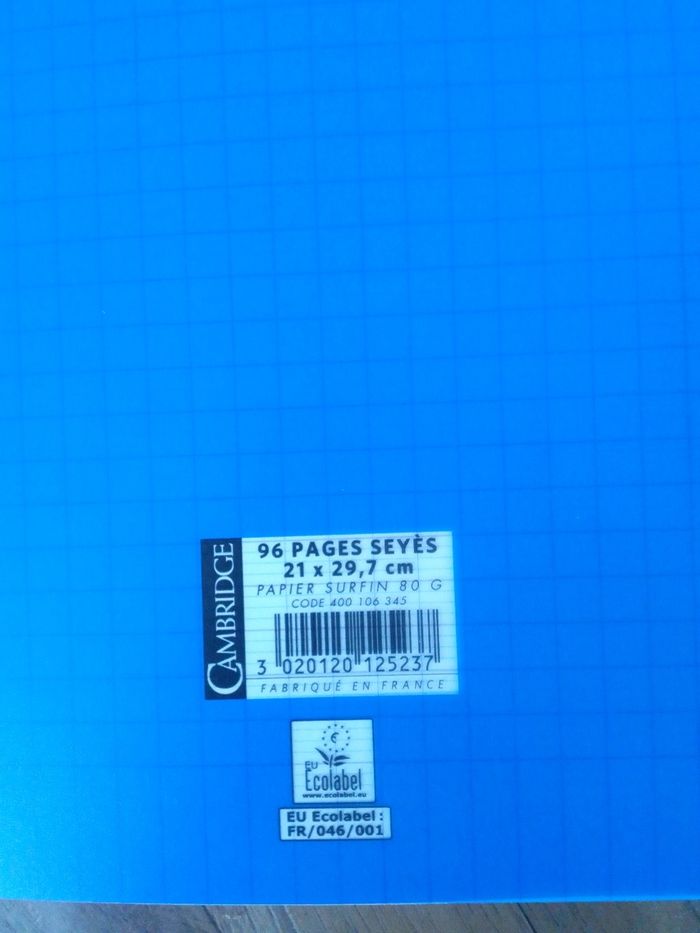 CAMBRIDGE
96 PAGES SEYÈS
21 x 29,7 cm
PAPIER SURFIN 80 G
CODE 400 106 345
3 020120 125237
FABRIQUÉ EN FRANCE
EU
Ecolabel
www.ecolabel.eu
EU Ecolabel :
FR/046/001